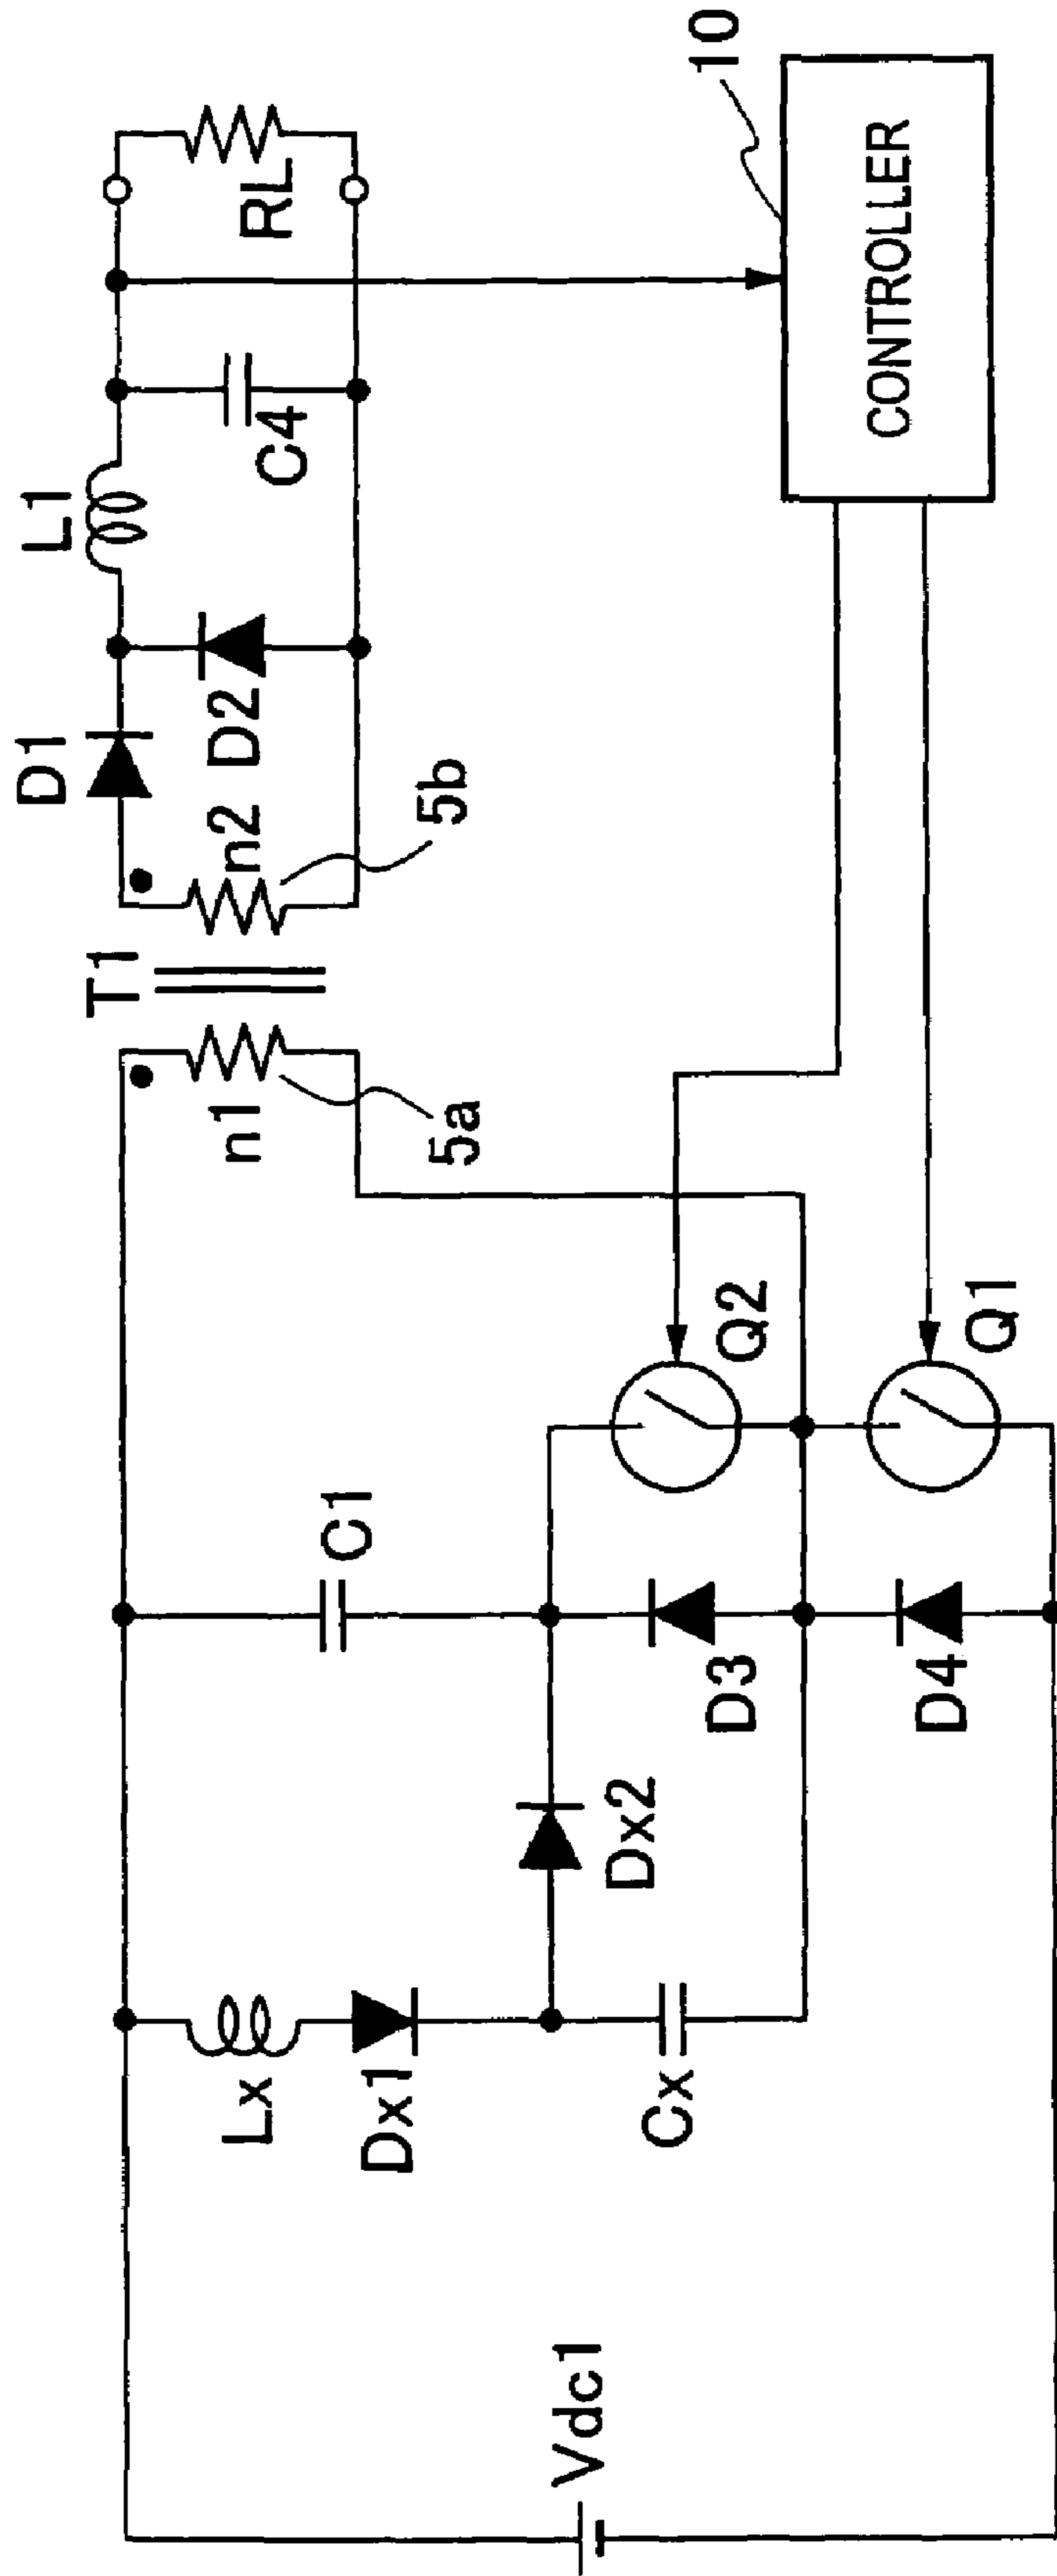 Vdc1
Lx
Dx1
Cx
Dx2
C1
D3
D4
Q2
Q1
T1
n1
5a
n2
5b
D1
D2
L1
C4
RL
10
CONTROLLER